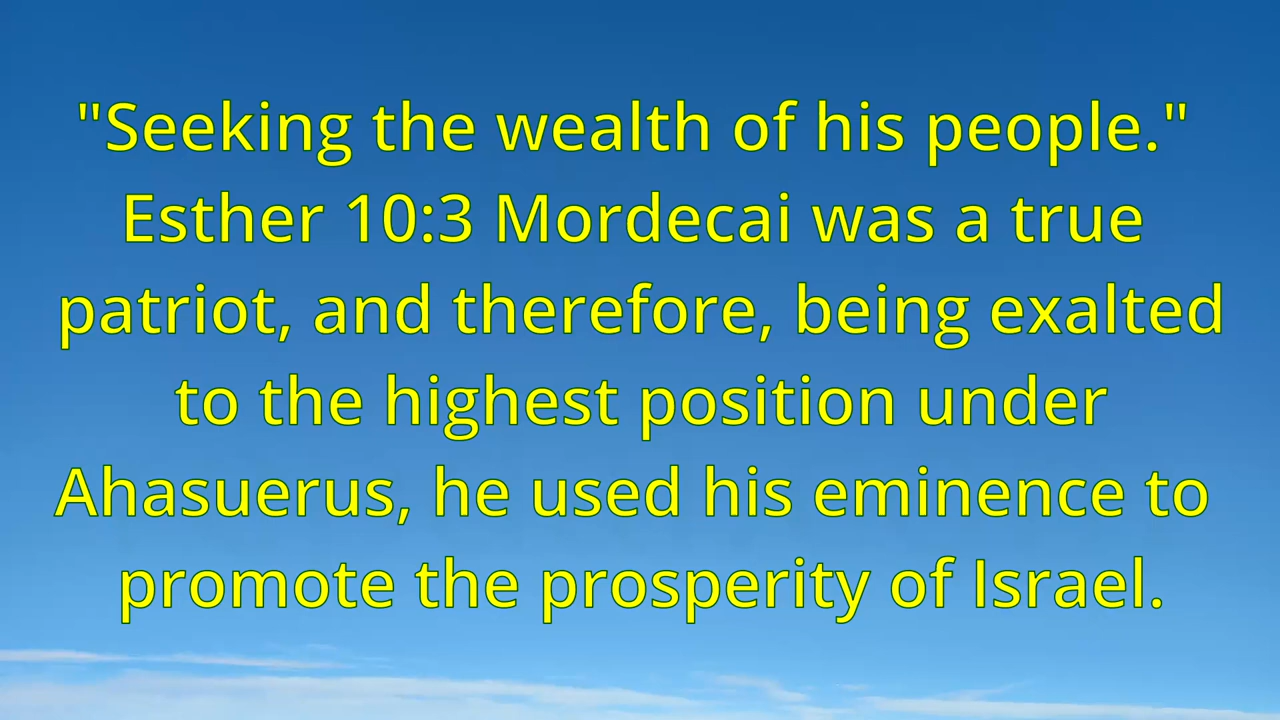 "Seeking the wealth of his people."
Esther 10:3 Mordecai was a true
patriot, and therefore, being exalted
to the highest position under
Ahasuerus, he used his eminence to
promote the prosperity of Israel.